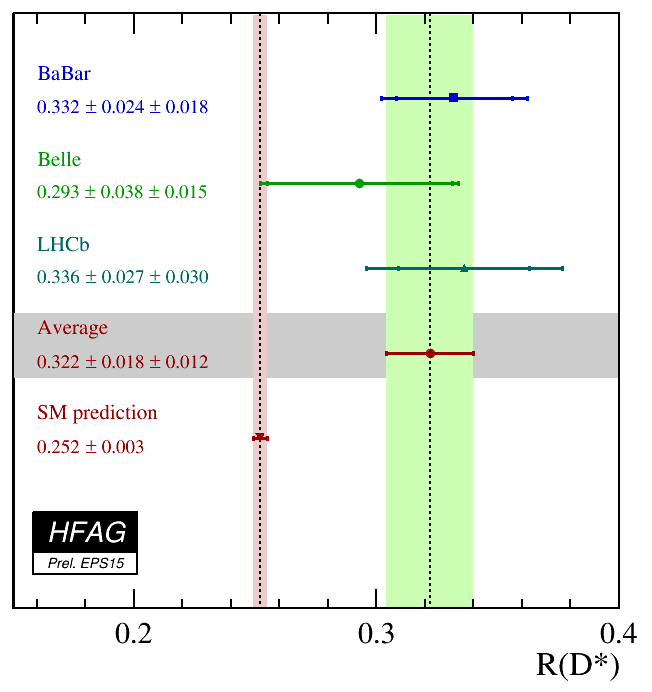 BaBar
0.332 ± 0.024 ± 0.018
Belle
0.293 ± 0.038 ± 0.015
LHCb
0.336 ± 0.027 ± 0.030
Average
0.322 ± 0.018 ± 0.012
SM prediction
0.252 ± 0.003
HFAG
Prel. EPS15
0.2 0.3 0.4
R(D*)